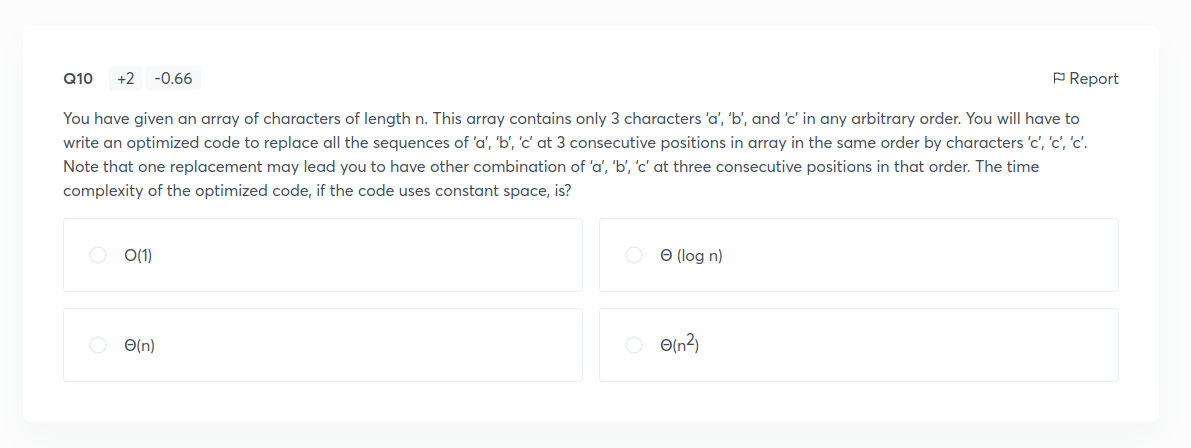 Q10 +2 -0.66 Report
You have given an array of characters of length n. This array contains only 3 characters 'a', 'b', and 'c' in any arbitrary order. You will have to
write an optimized code to replace all the sequences of 'a', 'b', 'c' at 3 consecutive positions in array in the same order by characters 'c', 'c', 'c'.
Note that one replacement may lead you to have other combination of 'a', 'b', 'c' at three consecutive positions in that order. The time
complexity of the optimized code, if the code uses constant space, is?
O(1)
Θ (log n)
Θ(n)
Θ(n²)